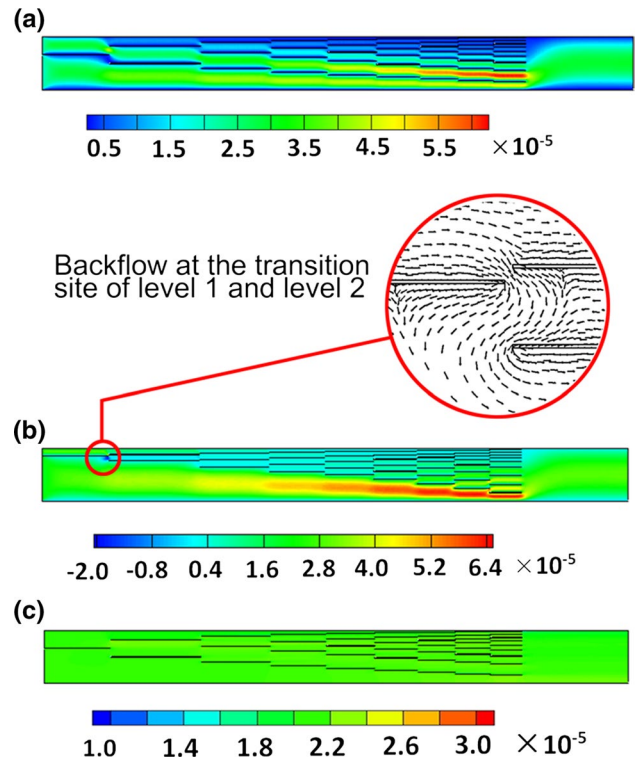 (a)
0.5 1.5 2.5 3.5 4.5 5.5 ×10⁻⁵
Backflow at the transition
site of level 1 and level 2
(b)
-2.0 -0.8 0.4 1.6 2.8 4.0 5.2 6.4 ×10⁻⁵
(c)
1.0 1.4 1.8 2.2 2.6 3.0 ×10⁻⁵